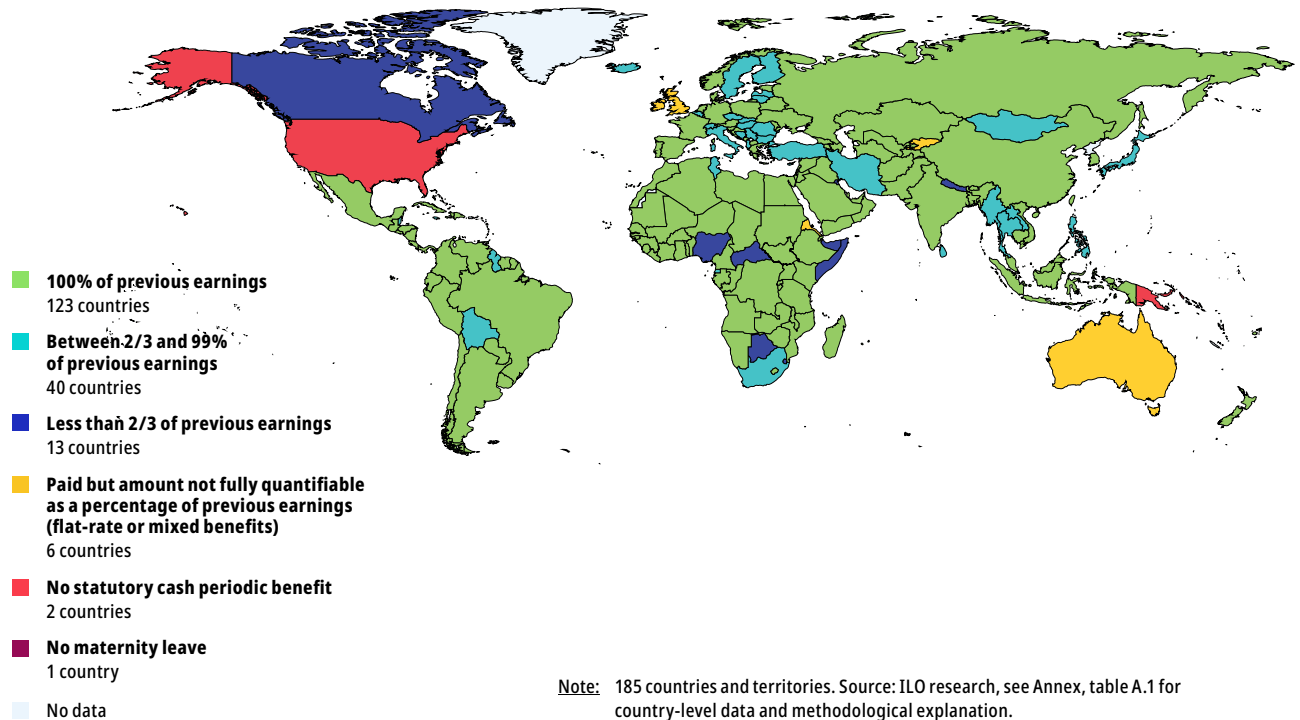 100% of previous earnings
123 countries
Between 2/3 and 99%
of previous earnings
40 countries
Less than 2/3 of previous earnings
13 countries
Paid but amount not fully quantifiable
as a percentage of previous earnings
(flat-rate or mixed benefits)
6 countries
No statutory cash periodic benefit
2 countries
No maternity leave
1 country
No data
Note: 185 countries and territories. Source: ILO research, see Annex, table A.1 for
country-level data and methodological explanation.